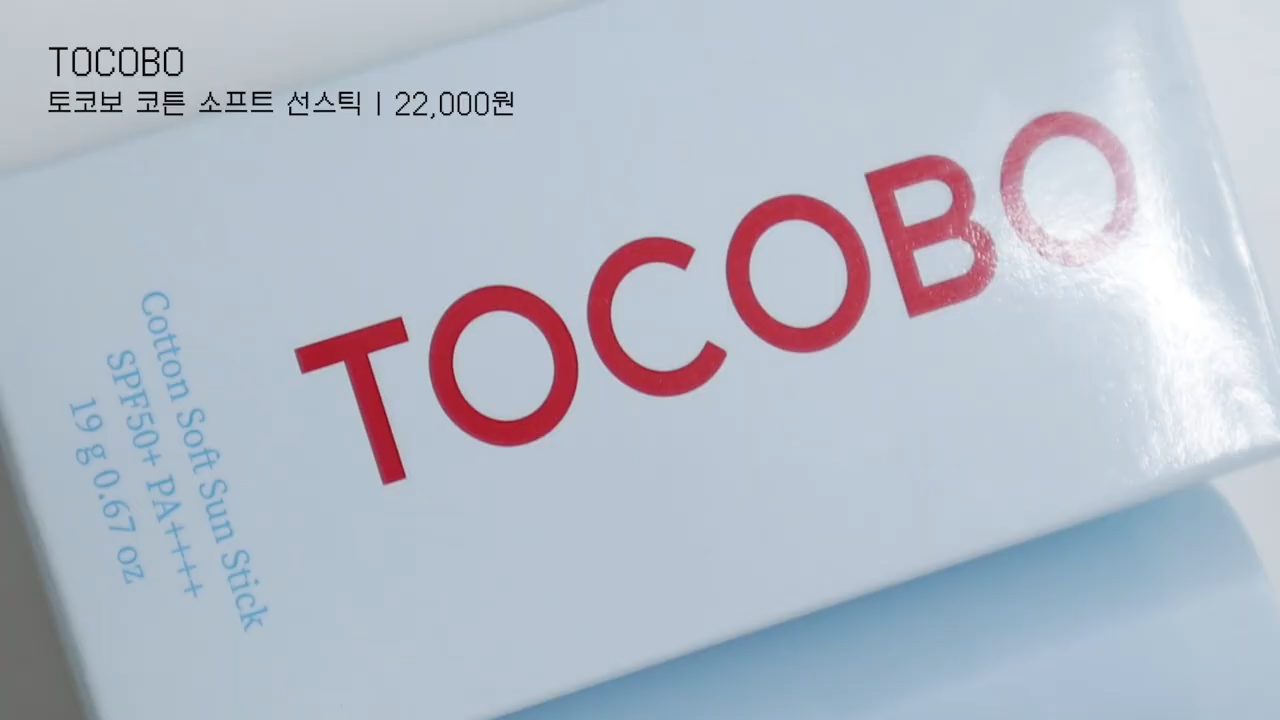 TOCOBO
토코보 코튼 소프트 선스틱 | 22,000원
TOCOBO
Cotton Soft Sun Stick
SPF50+ PA++++
19 g 0.67 oz